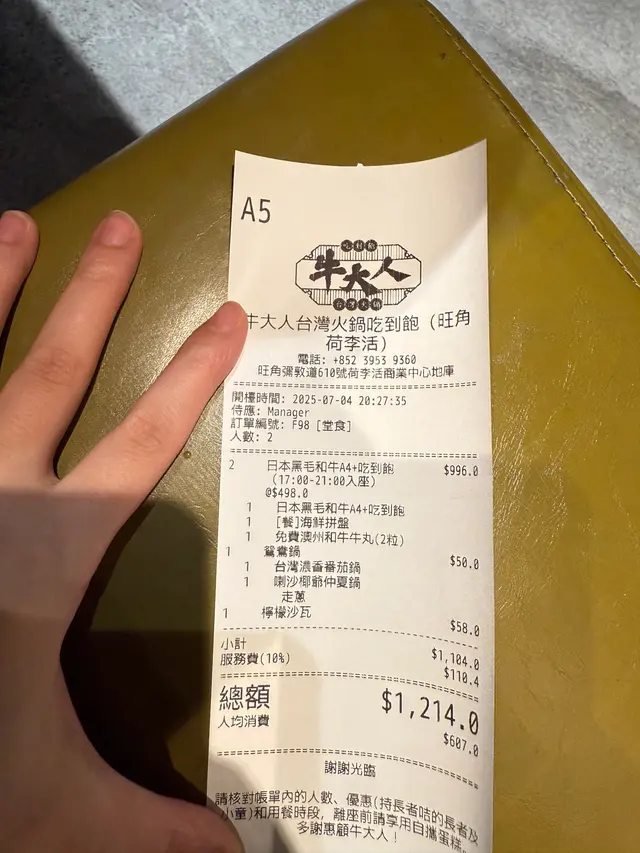 A5
牛大人
台灣火鍋
牛大人台灣火鍋吃到飽（旺角
荷李活）
電話: +852 3953 9360
旺角彌敦道610號荷李活商業中心地庫
開檯時間: 2025-07-04 20:27:35
侍應: Manager
訂單編號: F98 [堂食]
人數: 2
2 日本黑毛和牛A4+吃到飽 $996.0
(17:00-21:00入座)
@$498.0
1 日本黑毛和牛A4+吃到飽
1 [餐]海鮮拼盤
1 免費澳州和牛牛丸(2粒)
1 鴛鴦鍋 $50.0
1 台灣濃香番茄鍋
1 喇沙椰爺仲夏鍋
走蔥
1 檸檬沙瓦 $58.0
小計 $1,104.0
服務費(10%) $110.4
總額 $1,214.0
人均消費 $607.0
謝謝光臨
請核對帳單內的人數、優惠(持長者咭的長者及
小童)和用餐時段, 離座前請享用自攜蛋糕.
多謝惠顧牛大人！